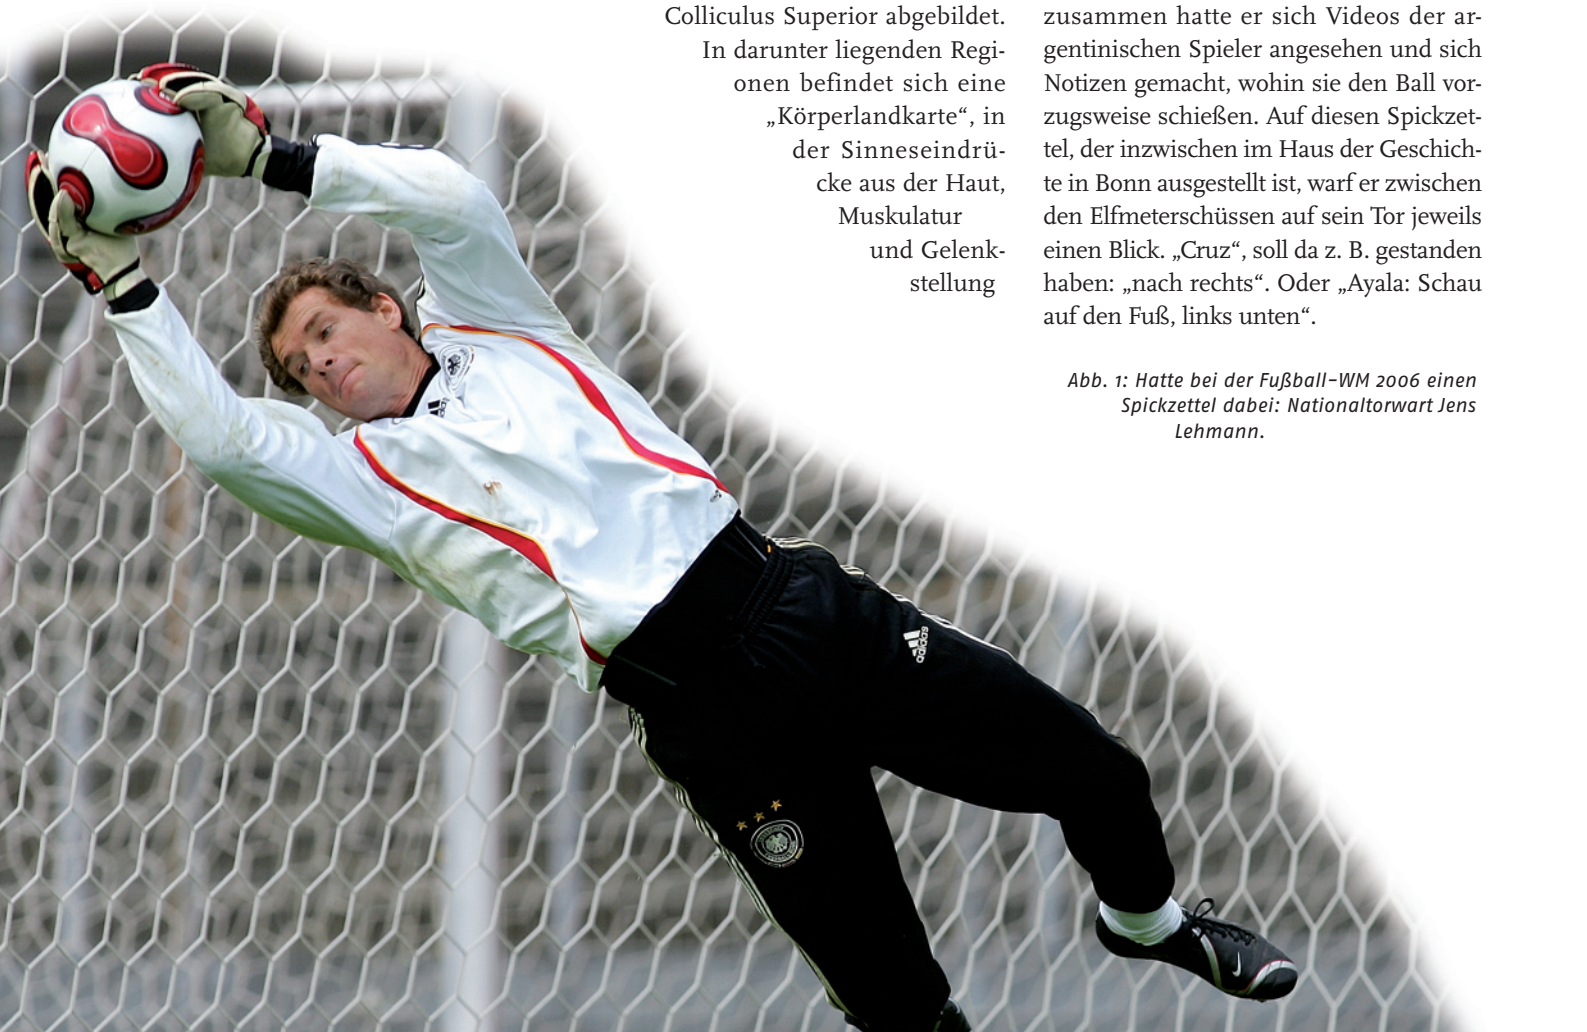 Colliculus Superior abgebildet.
In darunter liegenden Regi-
onen befindet sich eine
„Körperlandkarte“, in
der Sinneseindrü-
cke aus der Haut,
Muskulatur
und Gelenk-
stellung
zusammen hatte er sich Videos der ar-
gentinischen Spieler angesehen und sich
Notizen gemacht, wohin sie den Ball vor-
zugsweise schießen. Auf diesen Spickzet-
tel, der inzwischen im Haus der Geschich-
te in Bonn ausgestellt ist, warf er zwischen
den Elfmeterschüssen auf sein Tor jeweils
einen Blick. „Cruz“, soll da z. B. gestanden
haben: „nach rechts“. Oder „Ayala: Schau
auf den Fuß, links unten“.
Abb. 1: Hatte bei der Fußball-WM 2006 einen
Spickzettel dabei: Nationaltorwart Jens
Lehmann.
adidas